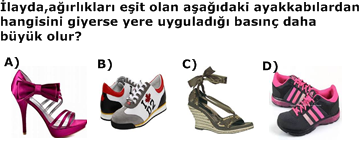 İlayda,ağırlıkları eşit olan aşağıdaki ayakkabılardan
hangisini giyerse yere uyguladığı basınç daha
büyük olur?
A) B) C) D)